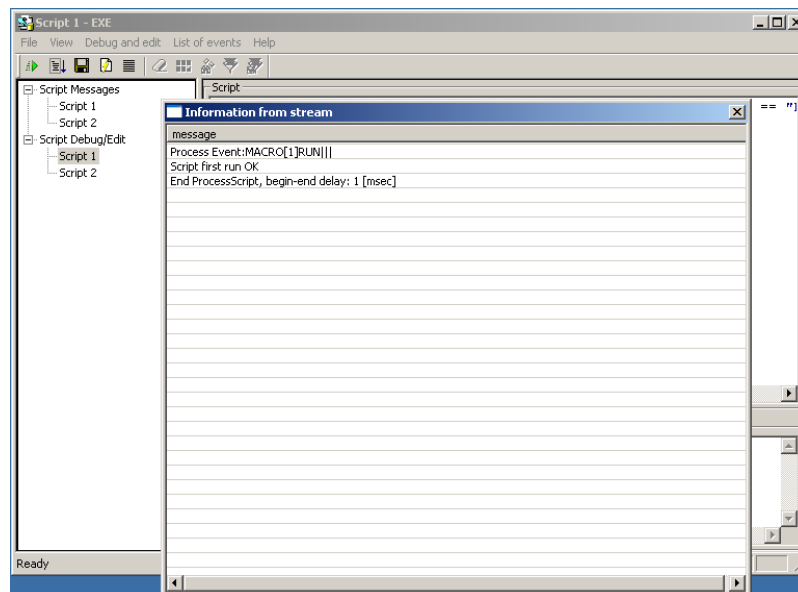 Script 1 - EXE
File View Debug and edit List of events Help
Script Messages
Script 1
Script 2
Script Debug/Edit
Script 1
Script 2
Script
== "]
Information from stream
message
Process Event:MACRO[1]RUN|||
Script first run OK
End ProcessScript, begin-end delay: 1 [msec]
Ready